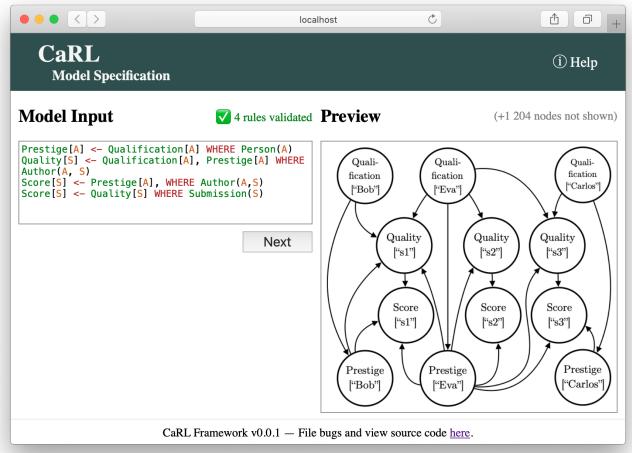 localhost
CaRL
Model Specification
ⓘ Help
Model Input
✅ 4 rules validated
Preview
(+1 204 nodes not shown)
Prestige[A] <- Qualification[A] WHERE Person(A)
Quality[S] <- Qualification[A], Prestige[A] WHERE
Author(A, S)
Score[S] <- Prestige[A], WHERE Author(A,S)
Score[S] <- Quality[S] WHERE Submission(S)
Next
Quali-
fication
["Bob"]
Quali-
fication
["Eva"]
Quali-
fication
["Carlos"]
Quality
["s1"]
Quality
["s2"]
Quality
["s3"]
Score
["s1"]
Score
["s2"]
Score
["s3"]
Prestige
["Bob"]
Prestige
["Eva"]
Prestige
["Carlos"]
CaRL Framework v0.0.1 — File bugs and view source code here.